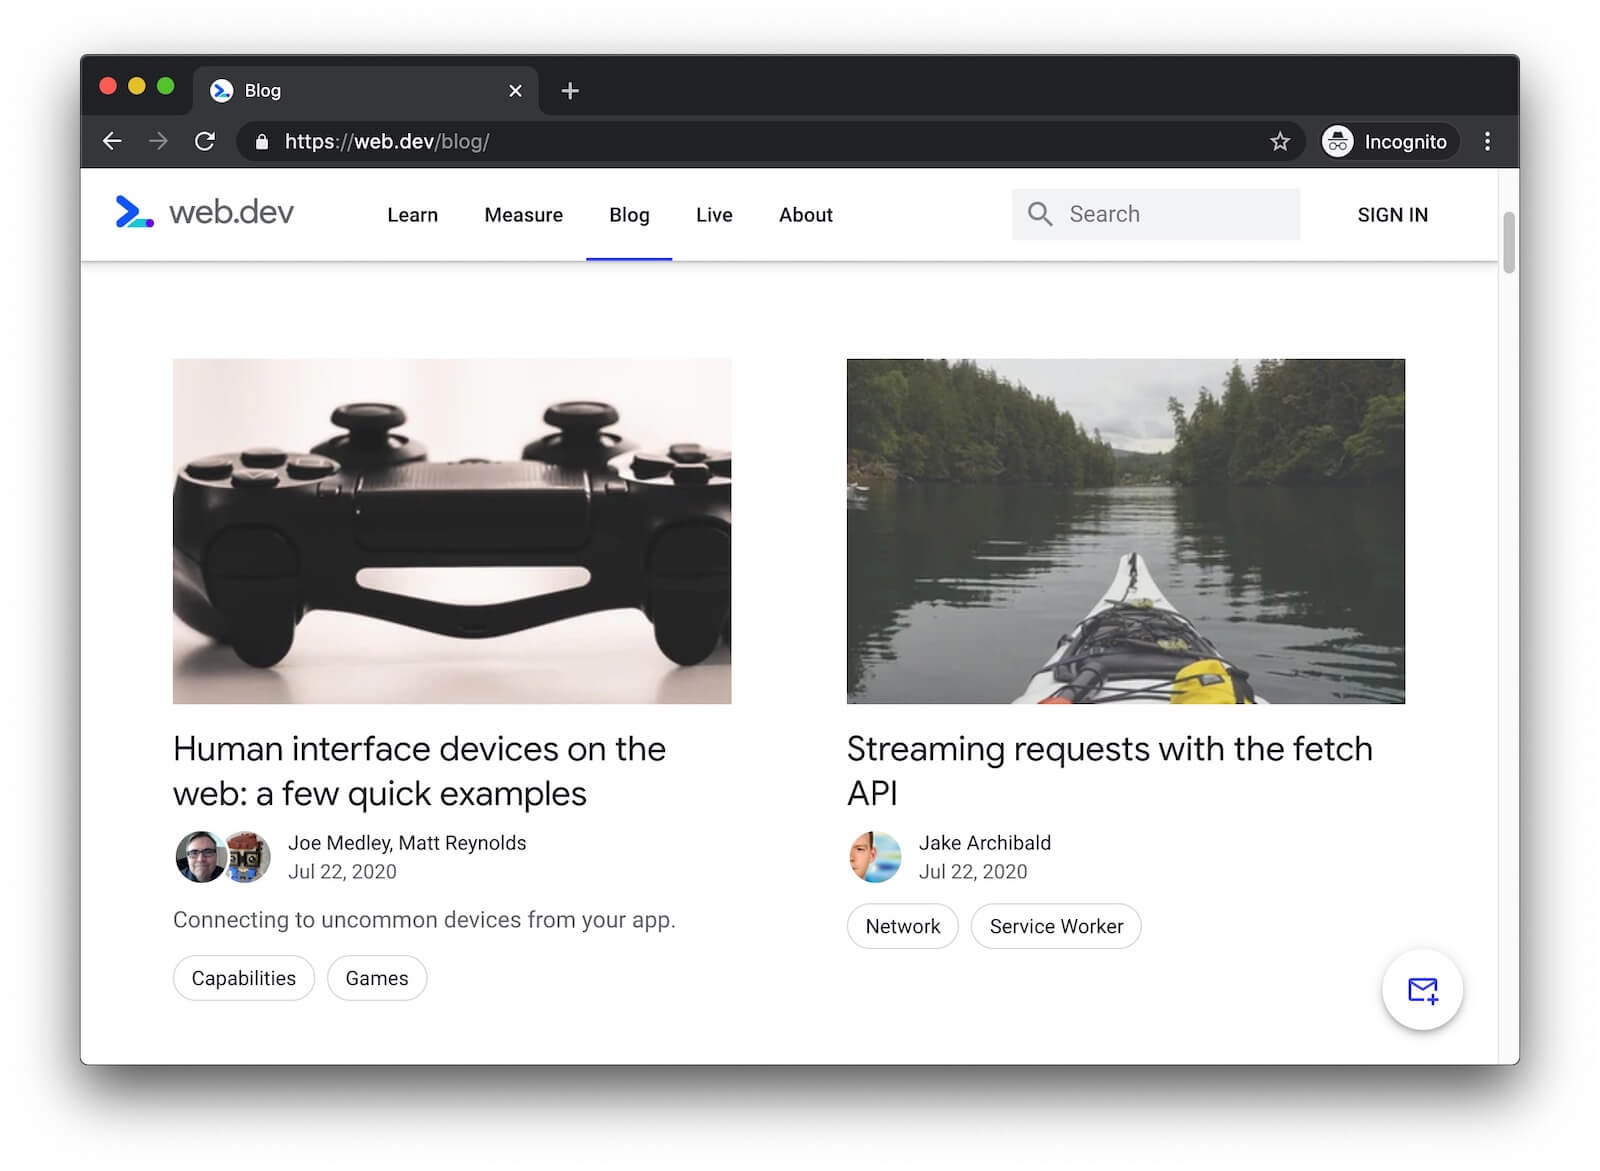 Blog
https://web.dev/blog/
Incognito
web.dev
Learn
Measure
Blog
Live
About
Search
SIGN IN
Human interface devices on the
web: a few quick examples
Joe Medley, Matt Reynolds
Jul 22, 2020
Connecting to uncommon devices from your app.
Capabilities
Games
Streaming requests with the fetch
API
Jake Archibald
Jul 22, 2020
Network
Service Worker